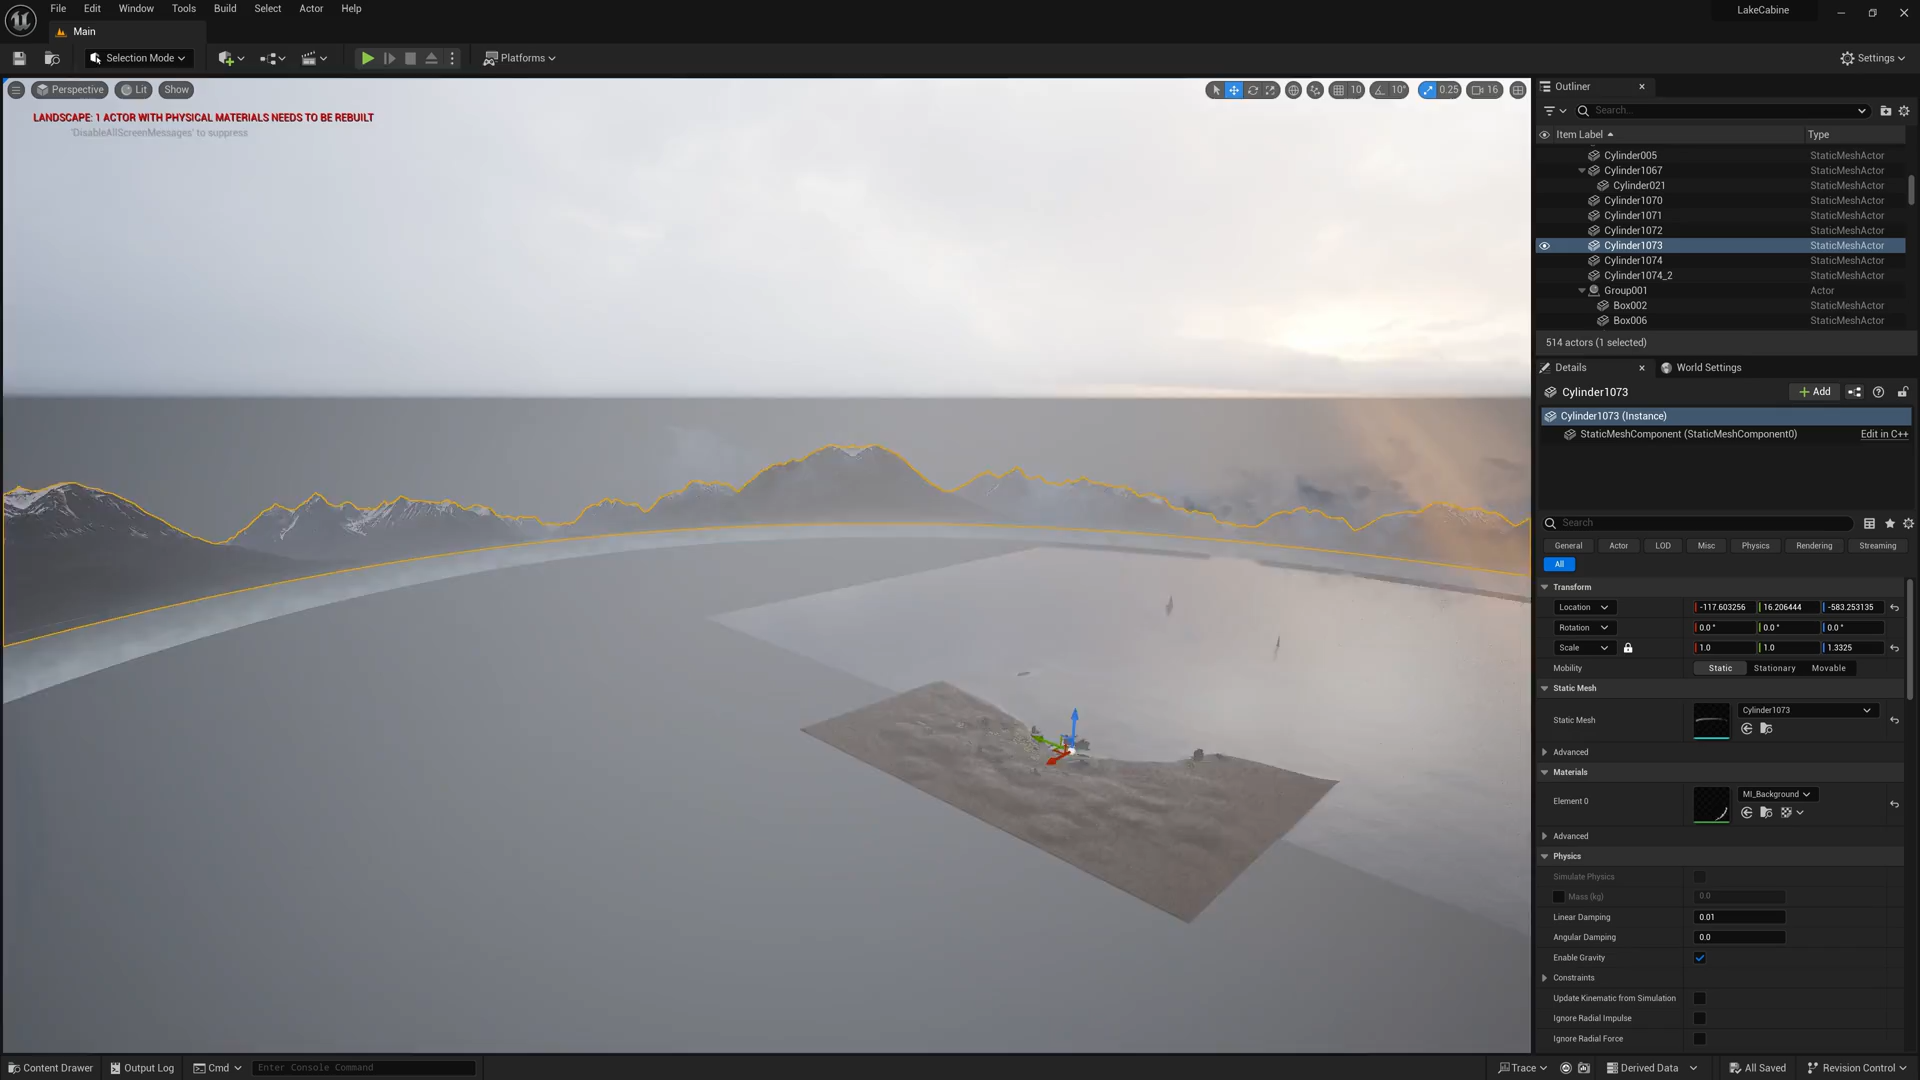 File Edit Window Tools Build Select Actor Help
LakeCabine
Main
Selection Mode
Platforms
Settings
Perspective Lit Show
10 10° 0.25 16
LANDSCAPE: 1 ACTOR WITH PHYSICAL MATERIALS NEEDS TO BE REBUILT
'DisableAllScreenMessages' to suppress
Outliner
Search...
Item Label Type
Cylinder005 StaticMeshActor
Cylinder1067 StaticMeshActor
Cylinder021 StaticMeshActor
Cylinder1070 StaticMeshActor
Cylinder1071 StaticMeshActor
Cylinder1072 StaticMeshActor
Cylinder1073 StaticMeshActor
Cylinder1074 StaticMeshActor
Cylinder1074_2 StaticMeshActor
Group001 Actor
Box002 StaticMeshActor
Box006 StaticMeshActor
514 actors (1 selected)
Details World Settings
Cylinder1073 + Add
Cylinder1073 (Instance)
StaticMeshComponent (StaticMeshComponent0) Edit in C++
Search
General Actor LOD Misc Physics Rendering Streaming
All
Transform
Location -117.603256 16.206444 -583.253135
Rotation 0.0 ° 0.0 ° 0.0 °
Scale 1.0 1.0 1.3325
Mobility Static Stationary Movable
Static Mesh
Static Mesh Cylinder1073
Advanced
Materials
Element 0 MI_Background
Advanced
Physics
Simulate Physics
Mass (kg) 0.0
Linear Damping 0.01
Angular Damping 0.0
Enable Gravity
Constraints
Update Kinematic from Simulation
Ignore Radial Impulse
Ignore Radial Force
Content Drawer Output Log Cmd Enter Console Command
Trace Derived Data All Saved Revision Control